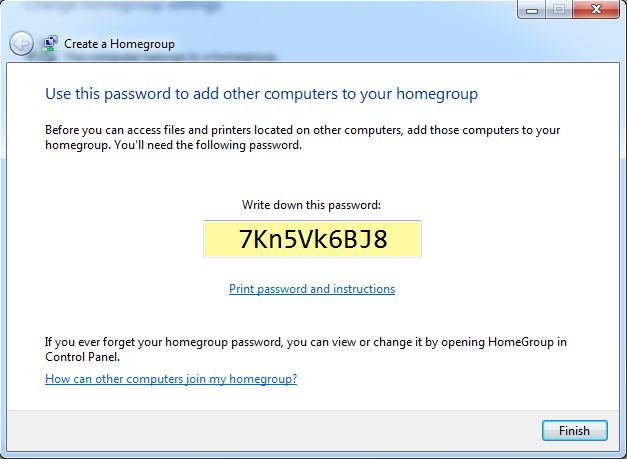 Change homegroup settings
Create a Homegroup
Use this password to add other computers to your homegroup
Before you can access files and printers located on other computers, add those computers to your
homegroup. You'll need the following password.
Write down this password:
7Kn5Vk6BJ8
Print password and instructions
If you ever forget your homegroup password, you can view or change it by opening HomeGroup in
Control Panel.
How can other computers join my homegroup?
Finish